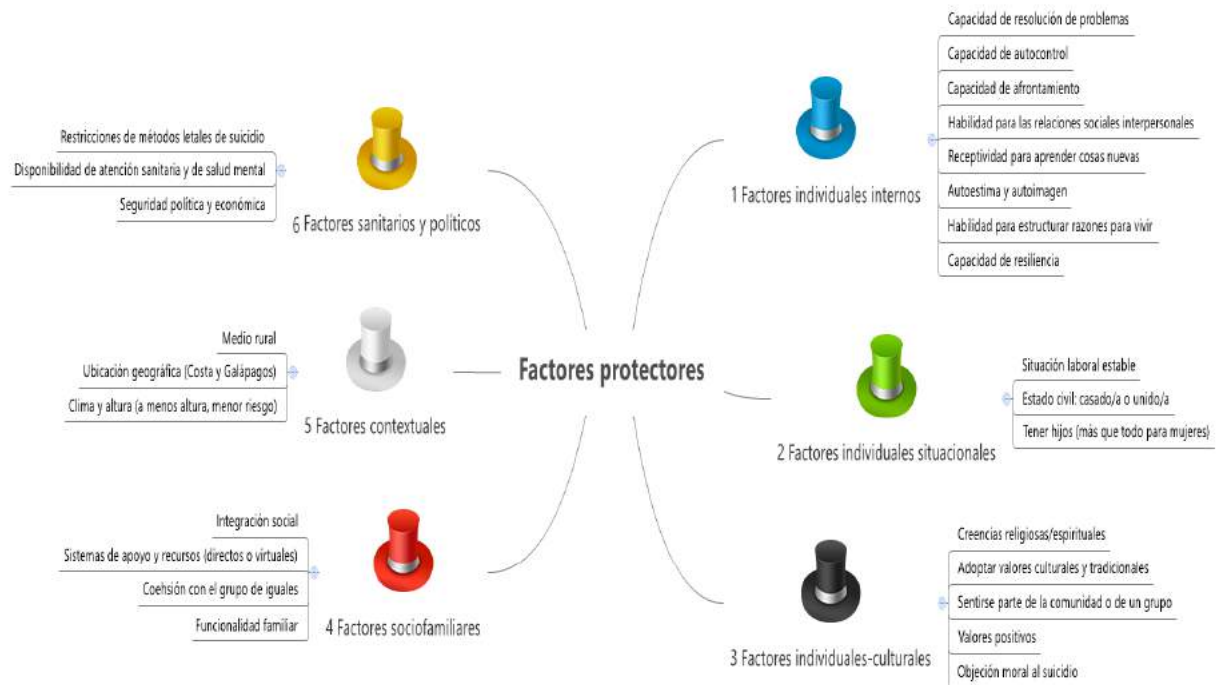 Factores protectores
1 Factores individuales internos
Capacidad de resolución de problemas
Capacidad de autocontrol
Capacidad de afrontamiento
Habilidad para las relaciones sociales interpersonales
Receptividad para aprender cosas nuevas
Autoestima y autoimagen
Habilidad para estructurar razones para vivir
Capacidad de resiliencia
2 Factores individuales situacionales
Situación laboral estable
Estado civil: casado/a o unido/a
Tener hijos (más que todo para mujeres)
3 Factores individuales-culturales
Creencias religiosas/espirituales
Adoptar valores culturales y tradicionales
Sentirse parte de la comunidad o de un grupo
Valores positivos
Objeción moral al suicidio
4 Factores sociofamiliares
Integración social
Sistemas de apoyo y recursos (directos o virtuales)
Coehsión con el grupo de iguales
Funcionalidad familiar
5 Factores contextuales
Medio rural
Ubicación geográfica (Costa y Galápagos)
Clima y altura (a menos altura, menor riesgo)
6 Factores sanitarios y políticos
Restricciones de métodos letales de suicidio
Disponibilidad de atención sanitaria y de salud mental
Seguridad política y económica